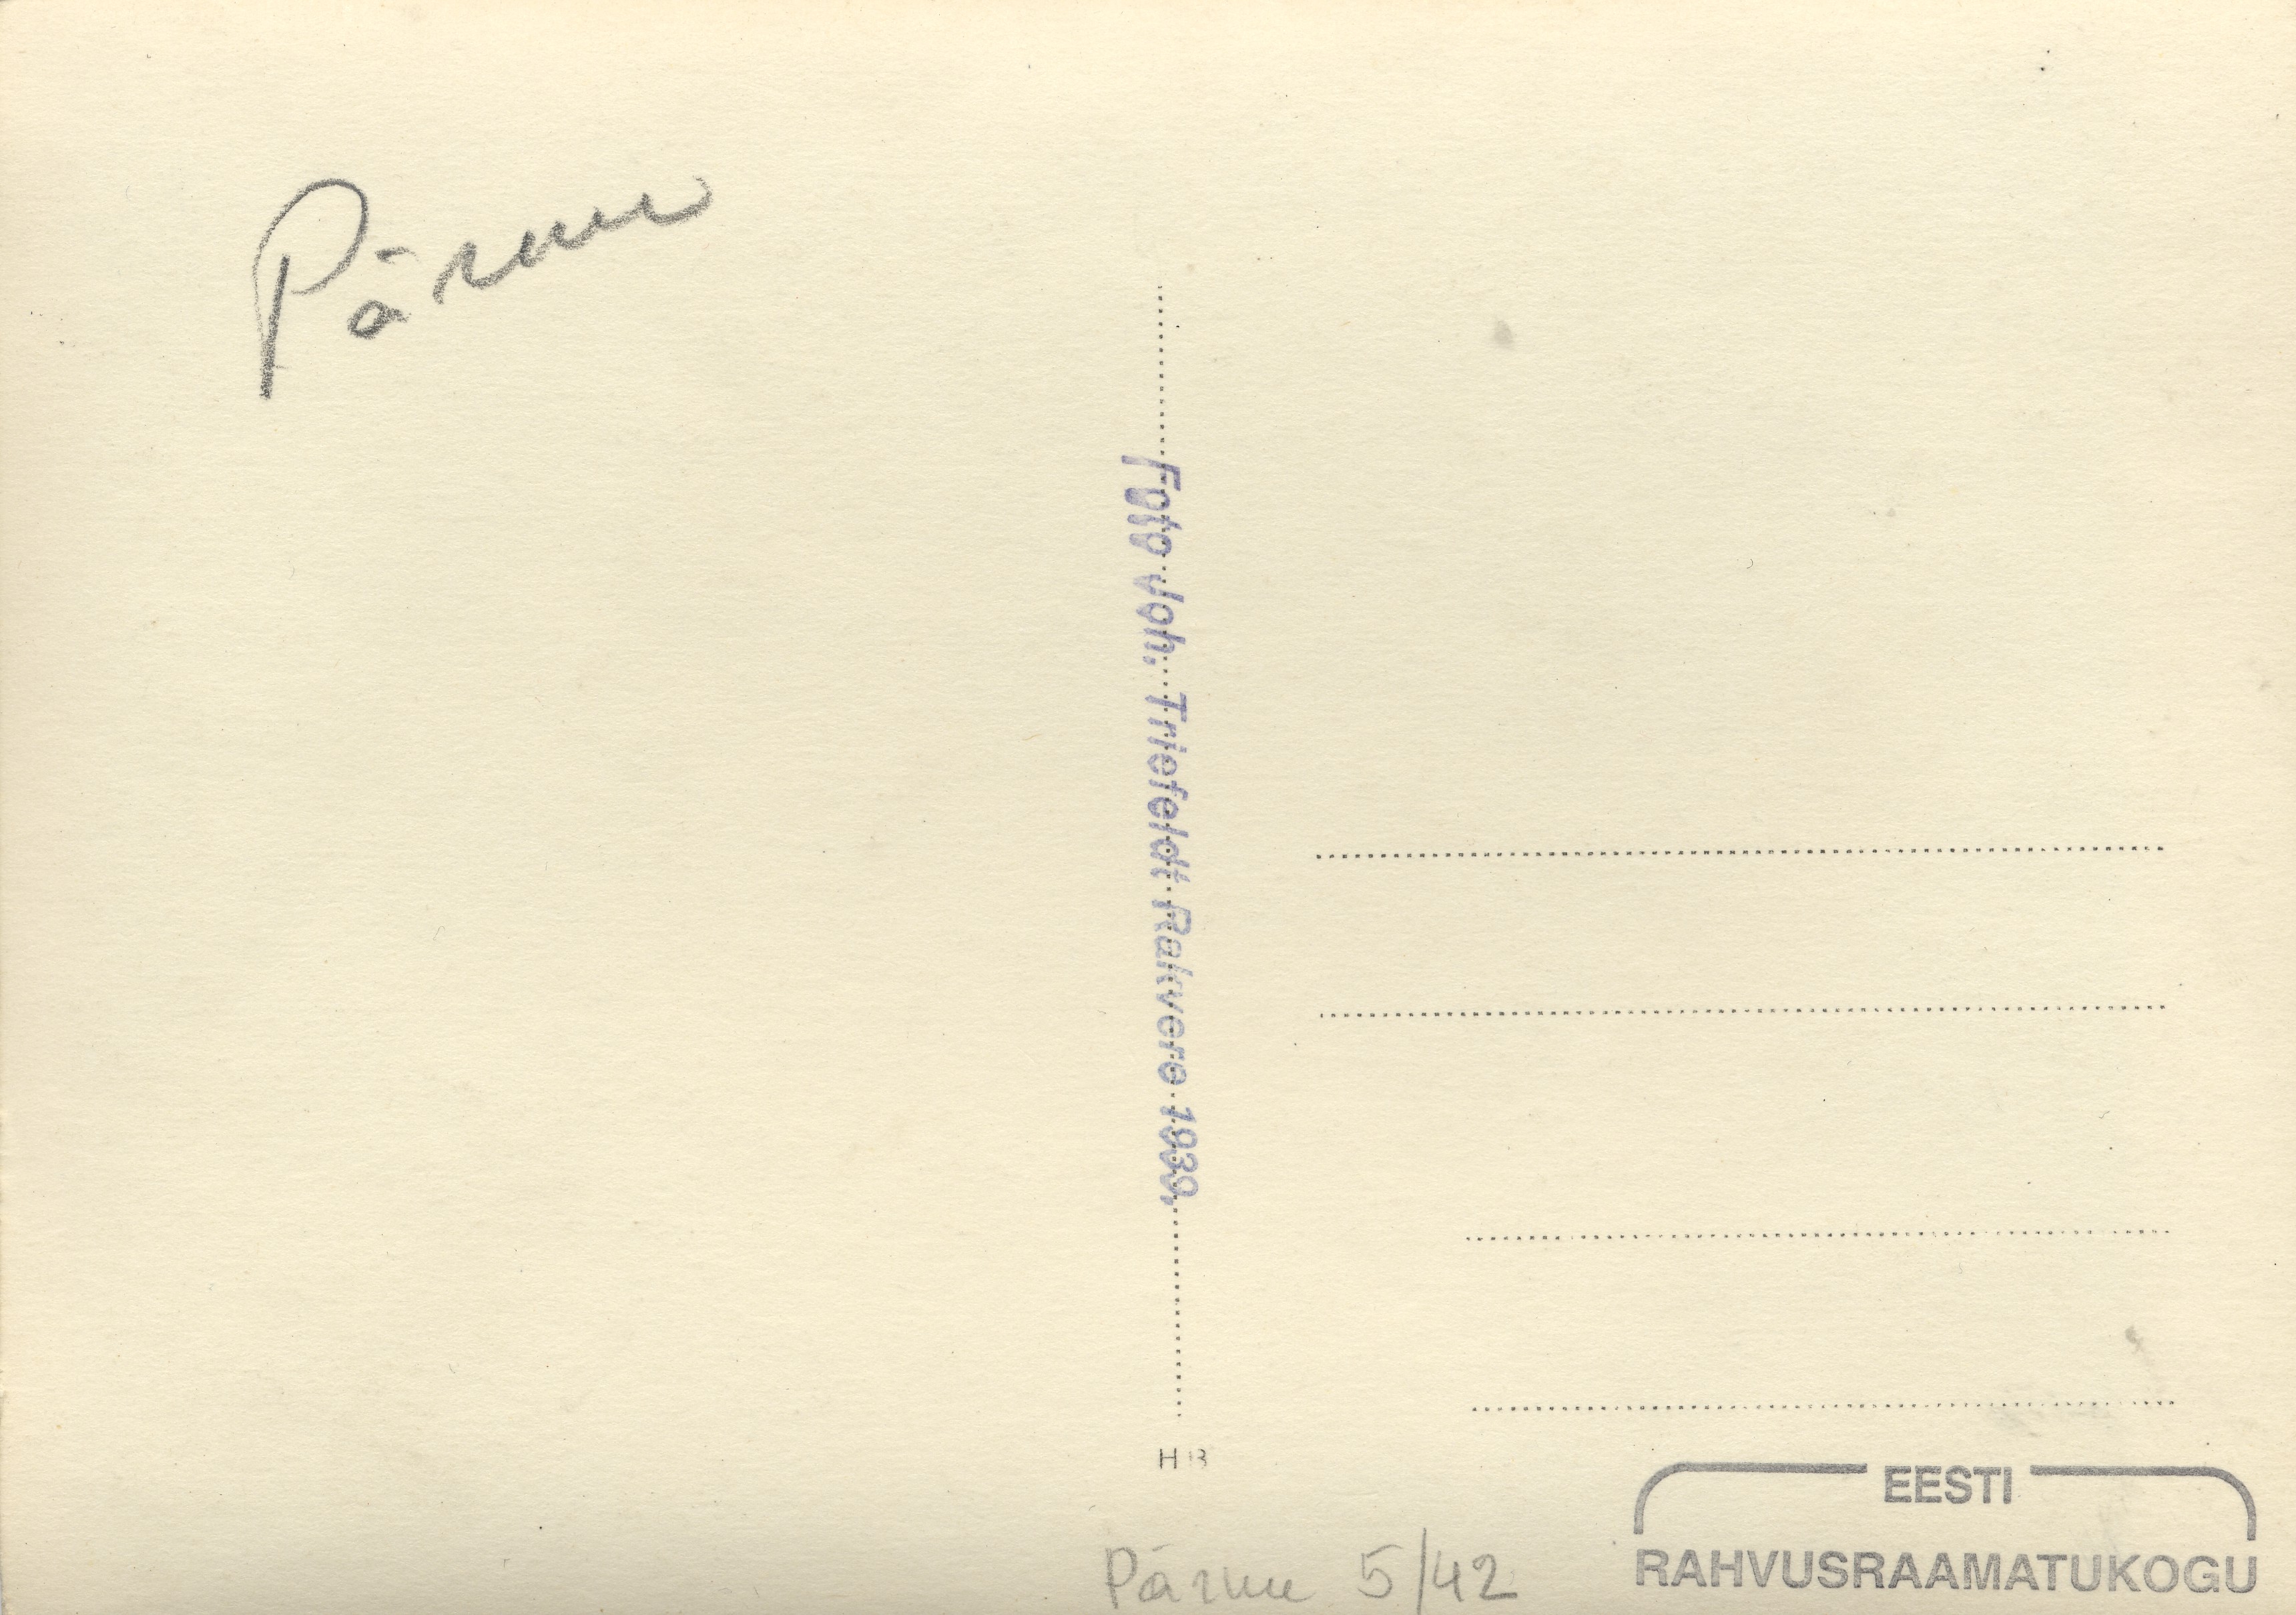 Pärnu
Foto Joh. Triefeldt Rakvere 1939.
H B
EESTI
RAHVUSRAAMATUKOGU
Pärnu 5/42